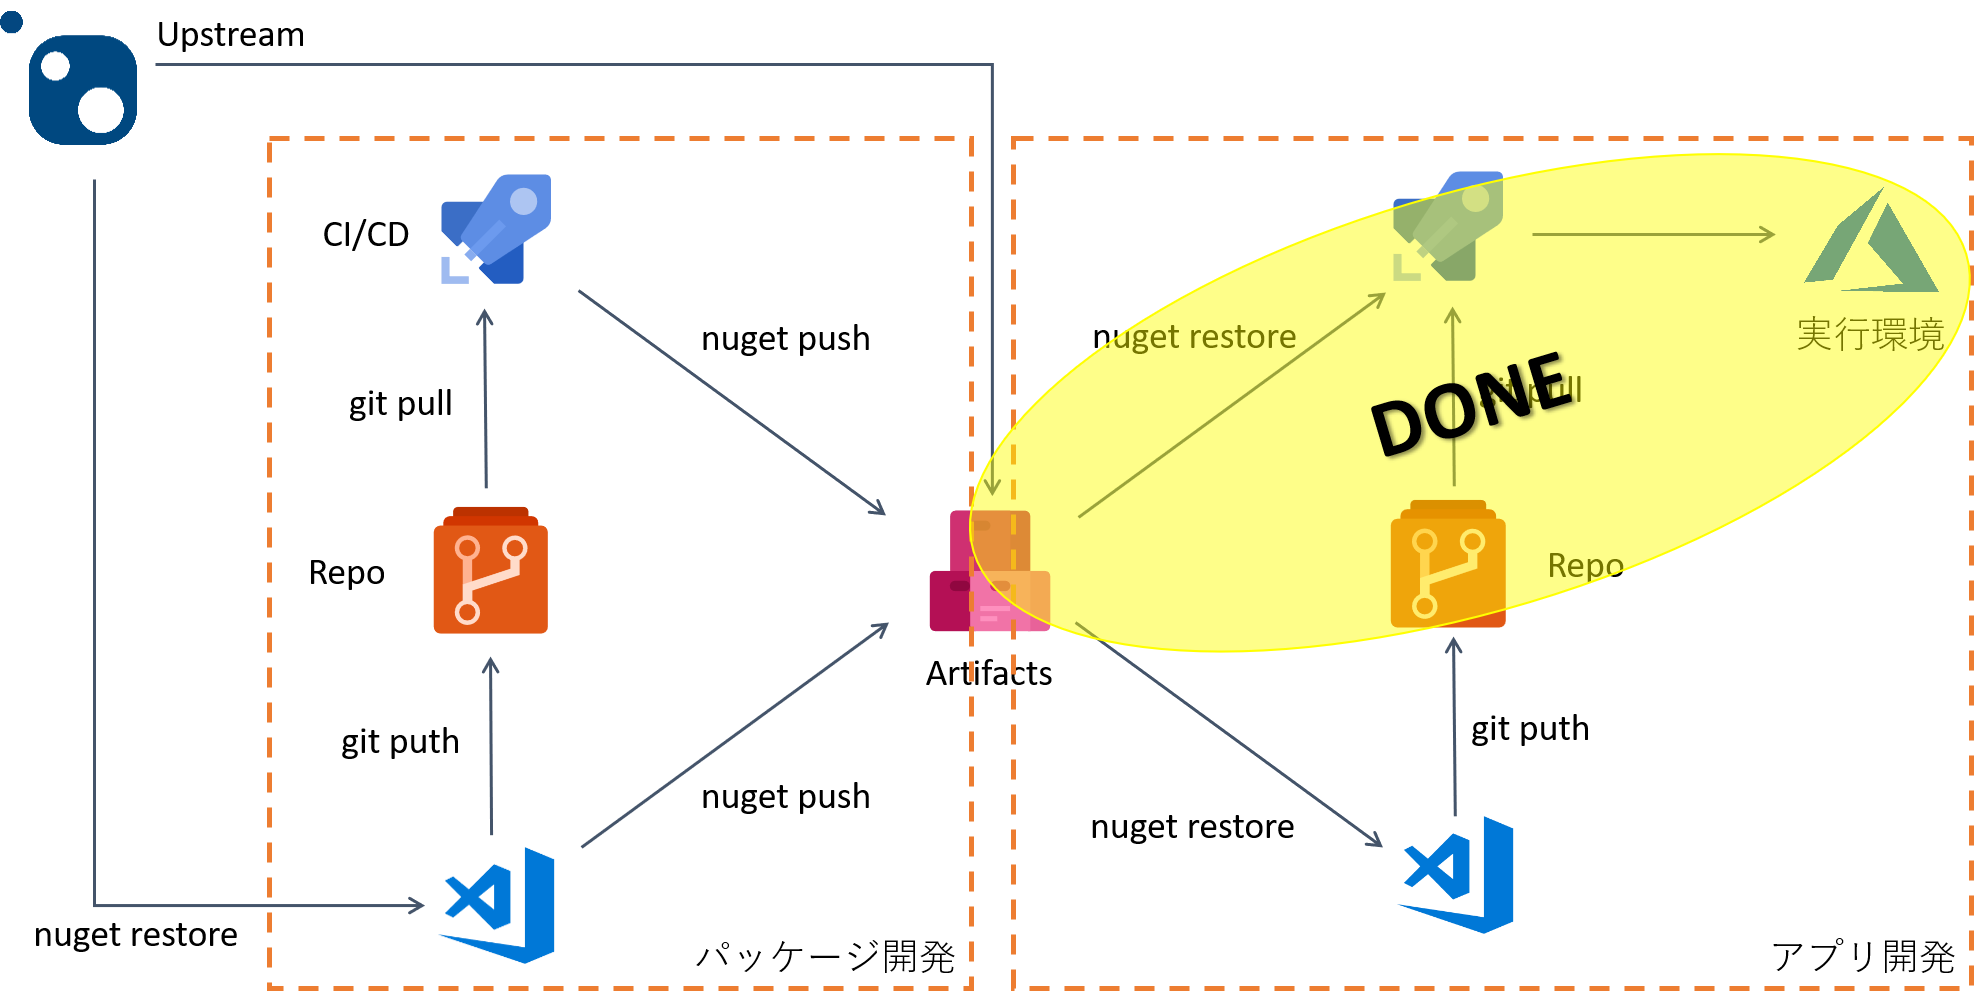 Upstream
CI/CD
nuget push
git pull
Repo
git puth
nuget push
nuget restore
パッケージ開発
Artifacts
nuget restore
実行環境
git pull
DONE
Repo
git puth
nuget restore
アプリ開発